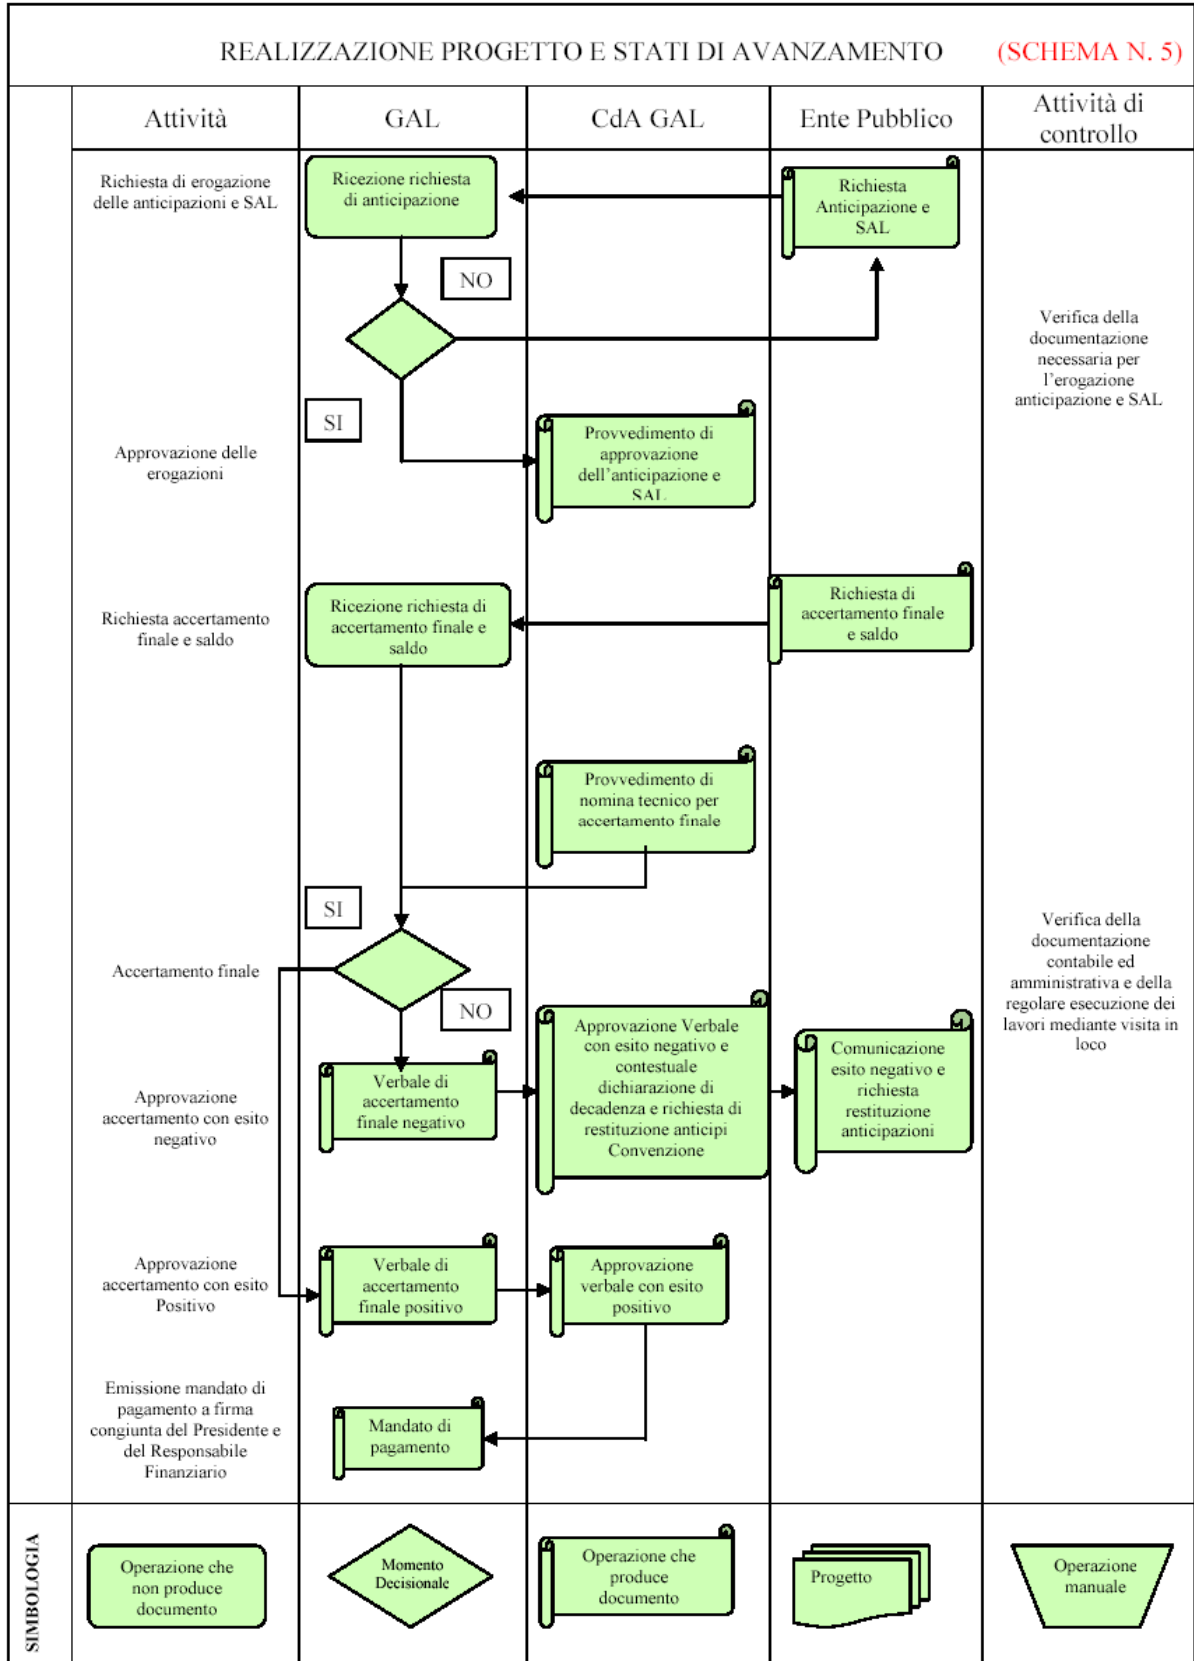 REALIZZAZIONE PROGETTO E STATI DI AVANZAMENTO (SCHEMA N. 5)
Attività
GAL
CdA GAL
Ente Pubblico
Attività di
controllo
Richiesta di erogazione
delle anticipazioni e SAL
Ricezione richiesta
di anticipazione
Richiesta
Anticipazione e
SAL
NO
Verifica della
documentazione
necessaria per
l'erogazione
anticipazione e SAL
SI
Approvazione delle
erogazioni
Provvedimento di
approvazione
dell'anticipazione e
SAL
Richiesta accertamento
finale e saldo
Ricezione richiesta di
accertamento finale e
saldo
Richiesta di
accertamento finale
e saldo
Provvedimento di
nomina tecnico per
accertamento finale
SI
Accertamento finale
NO
Verifica della
documentazione
contabile ed
amministrativa e della
regolare esecuzione dei
lavori mediante visita in
loco
Approvazione
accertamento con esito
negativo
Verbale di
accertamento
finale negativo
Approvazione Verbale
con esito negativo e
contestuale
dichiarazione di
decadenza e richiesta di
restituzione anticipi
Convenzione
Comunicazione
esito negativo e
richiesta
restituzione
anticipazioni
Approvazione
accertamento con esito
Positivo
Verbale di
accertamento
finale positivo
Approvazione
verbale con esito
positivo
Emissione mandato di
pagamento a firma
congiunta del Presidente e
del Responsabile
Finanziario
Mandato di
pagamento
SIMBOLOGIA
Operazione che
non produce
documento
Momento
Decisionale
Operazione che
produce
documento
Progetto
Operazione
manuale